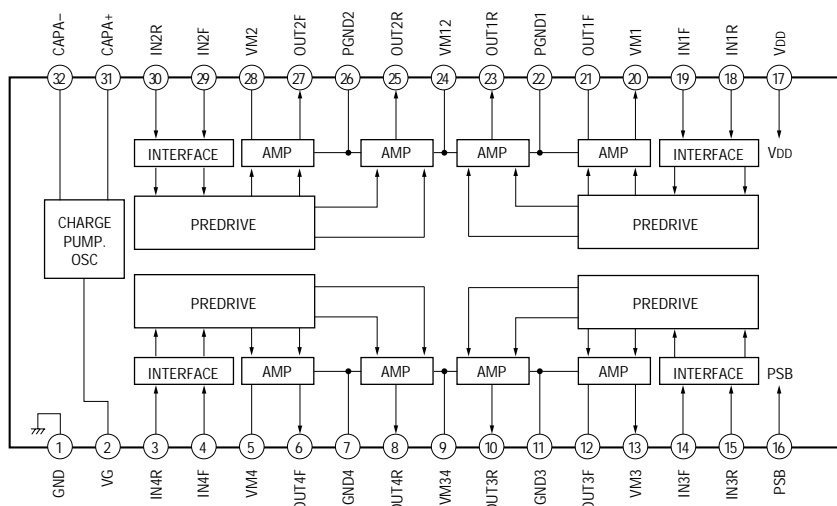 CAPA−
CAPA+
IN2R
IN2F
VM2
OUT2F
PGND2
OUT2R
VM12
OUT1R
PGND1
OUT1F
VM1
IN1F
IN1R
VDD
32
31
30
29
28
27
26
25
24
23
22
21
20
19
18
17
INTERFACE
AMP
AMP
AMP
AMP
INTERFACE
VDD
PREDRIVE
PREDRIVE
CHARGE
PUMP.
OSC
PREDRIVE
PREDRIVE
INTERFACE
AMP
AMP
AMP
AMP
INTERFACE
PSB
1
2
3
4
5
6
7
8
9
10
11
12
13
14
15
16
GND
VG
IN4R
IN4F
VM4
OUT4F
GND4
OUT4R
VM34
OUT3R
GND3
OUT3F
VM3
IN3F
IN3R
PSB